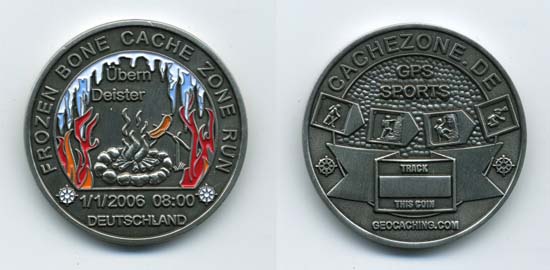 FROZEN BONE CACHE ZONE RUN
Übern
Deister
1/1/2006 08:00
DEUTSCHLAND
CACHEZONE.DE
GPS
SPORTS
TRACK
THIS COIN
GEOCACHING.COM